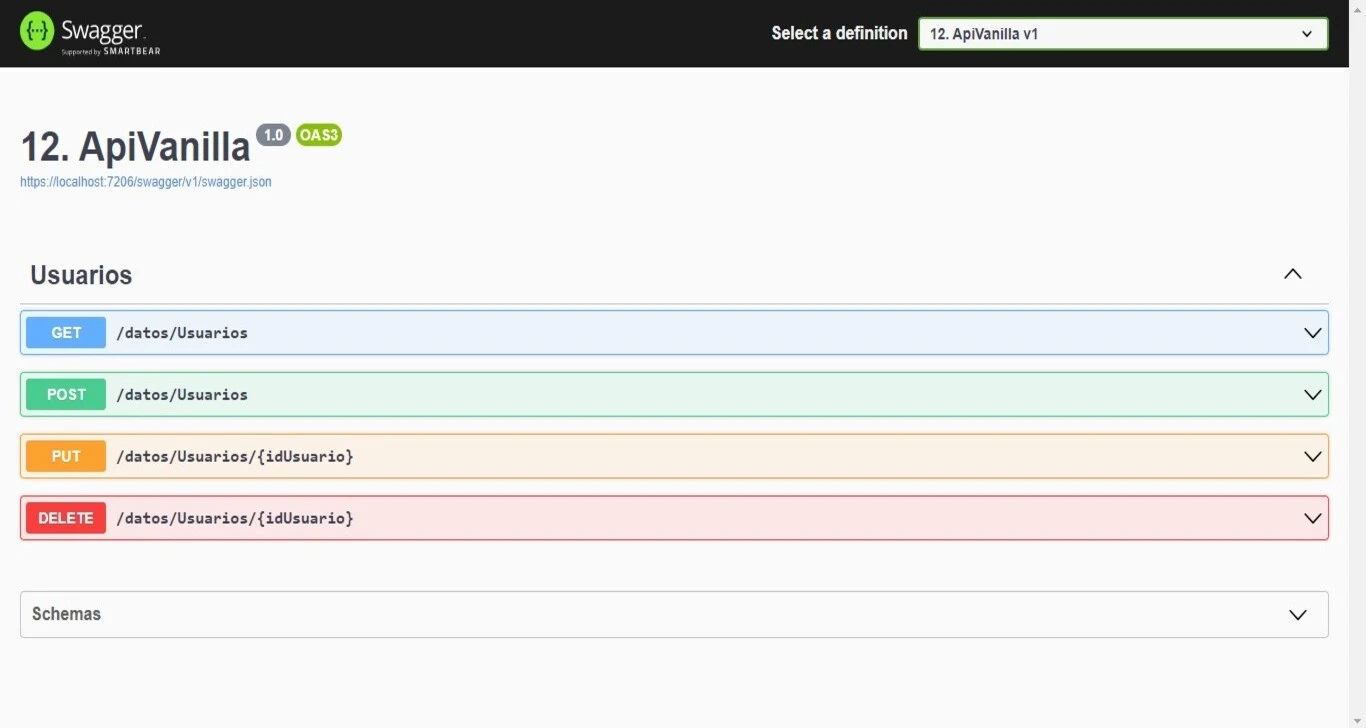 Swagger
Supported by SMARTBEAR
Select a definition
12. ApiVanilla v1
12. ApiVanilla 1.0 OAS3
https://localhost:7206/swagger/v1/swagger.json
Usuarios
GET /datos/Usuarios
POST /datos/Usuarios
PUT /datos/Usuarios/{idUsuario}
DELETE /datos/Usuarios/{idUsuario}
Schemas